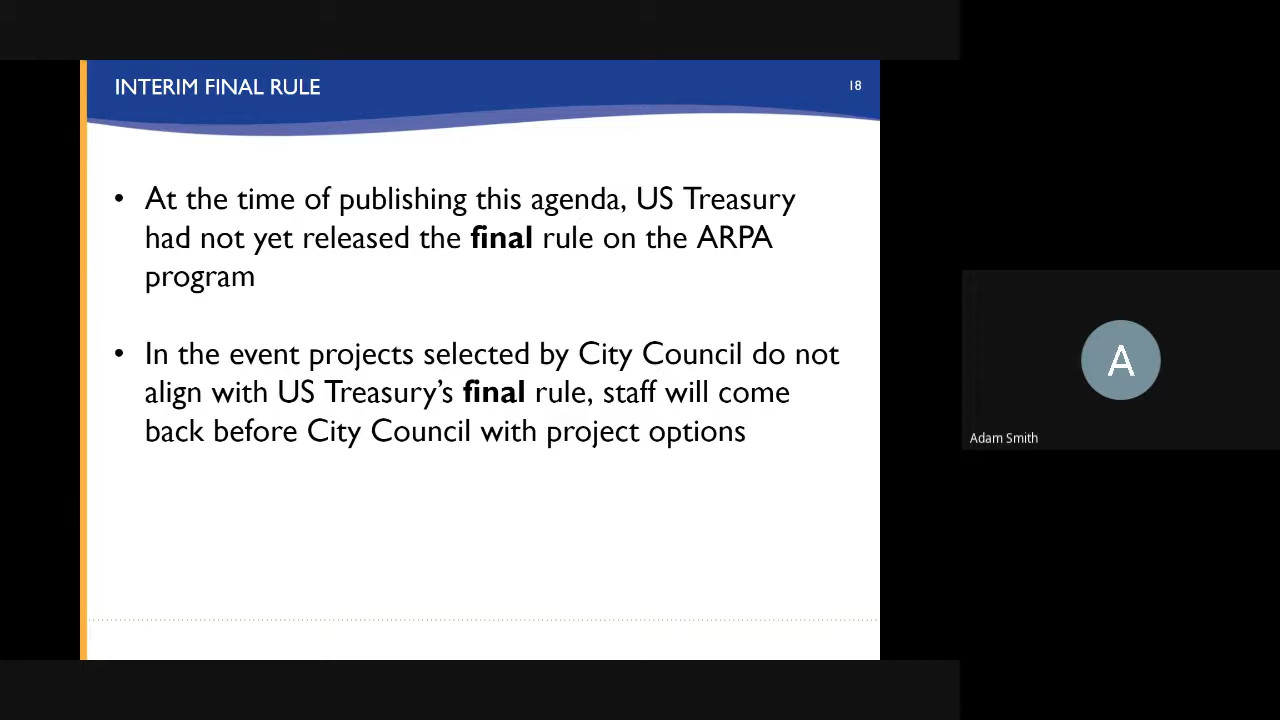 INTERIM FINAL RULE
18
• At the time of publishing this agenda, US Treasury
had not yet released the final rule on the ARPA
program
• In the event projects selected by City Council do not
align with US Treasury’s final rule, staff will come
back before City Council with project options
A
Adam Smith